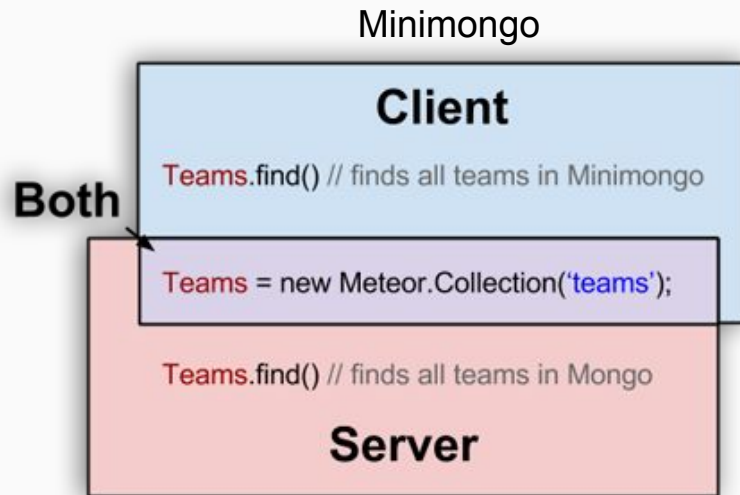 Minimongo
Client
Teams.find() // finds all teams in Minimongo
Both
Teams = new Meteor.Collection(‘teams’);
Teams.find() // finds all teams in Mongo
Server